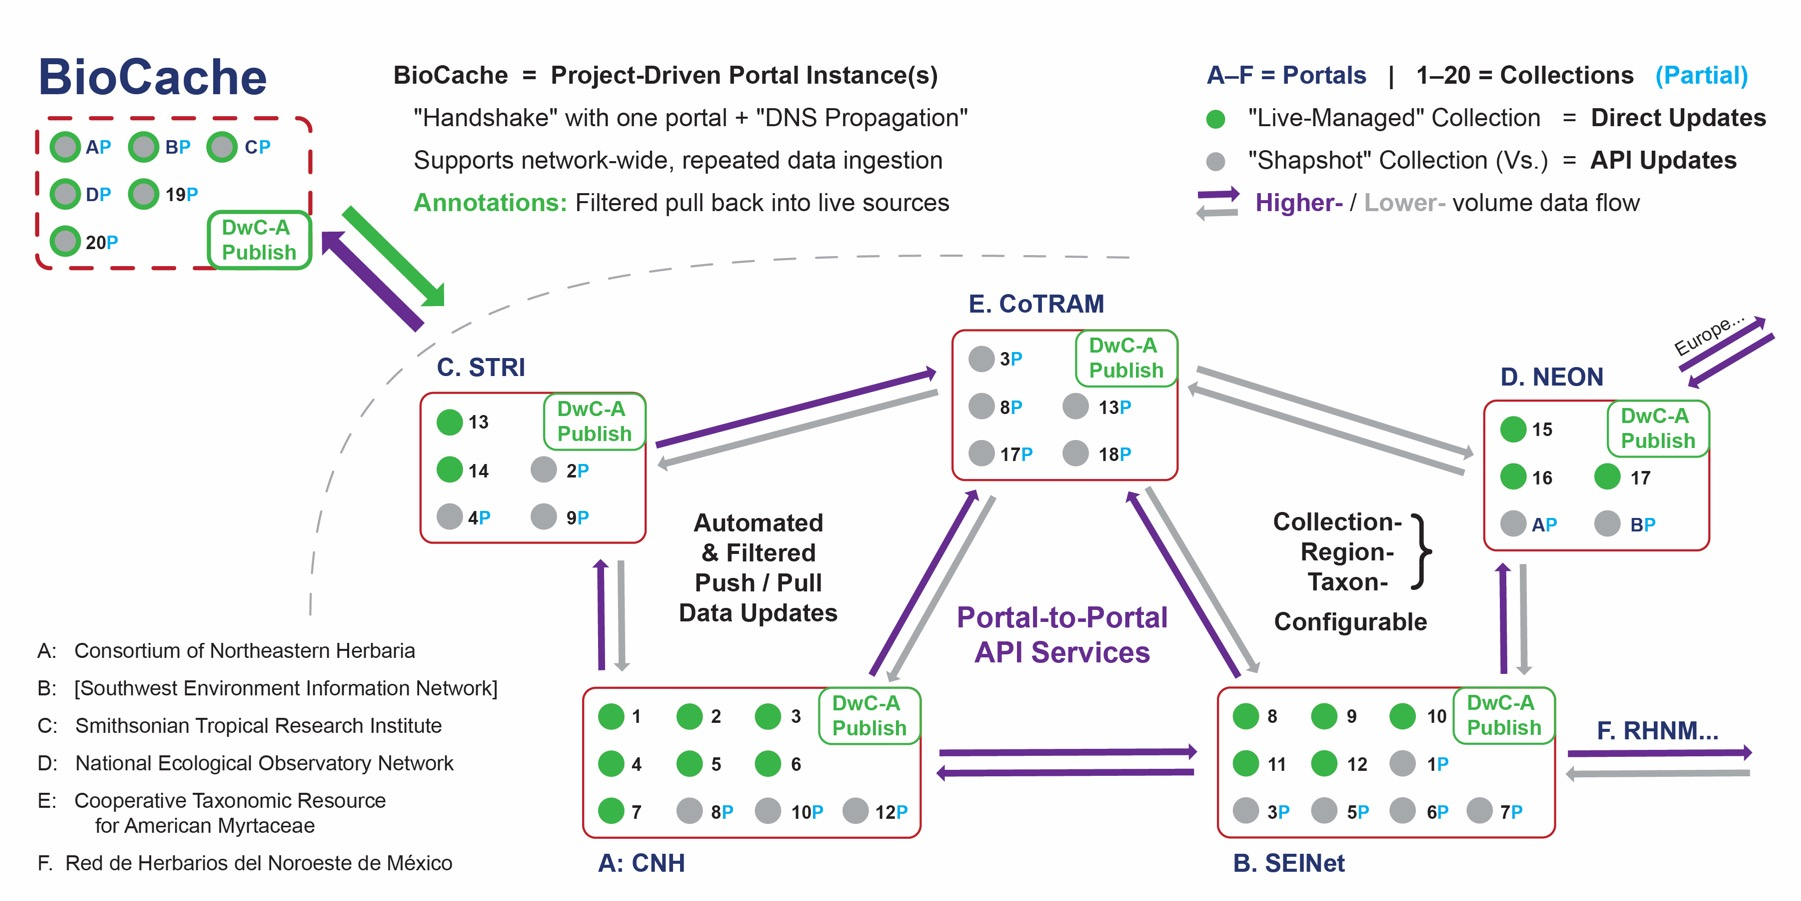 BioCache
AP BP CP
DP 19P
20P
DwC-A
Publish
BioCache = Project-Driven Portal Instance(s)
"Handshake" with one portal + "DNS Propagation"
Supports network-wide, repeated data ingestion
Annotations: Filtered pull back into live sources
A–F = Portals | 1–20 = Collections (Partial)
"Live-Managed" Collection = Direct Updates
"Shapshot" Collection (Vs.) = API Updates
Higher- / Lower- volume data flow
C. STRI
13
DwC-A
Publish
14 2P
4P 9P
E. CoTRAM
3P
DwC-A
Publish
8P 13P
17P 18P
Europe...
D. NEON
15
DwC-A
Publish
16 17
AP BP
Automated
& Filtered
Push / Pull
Data Updates
Portal-to-Portal
API Services
Collection-
Region-
Taxon-
}
Configurable
1 2 3
DwC-A
Publish
4 5 6
7 8P 10P 12P
A: CNH
8 9 10
DwC-A
Publish
11 12 1P
3P 5P 6P 7P
B. SEINet
F. RHNM...
A: Consortium of Northeastern Herbaria
B: [Southwest Environment Information Network]
C: Smithsonian Tropical Research Institute
D: National Ecological Observatory Network
E: Cooperative Taxonomic Resource
for American Myrtaceae
F. Red de Herbarios del Noroeste de México